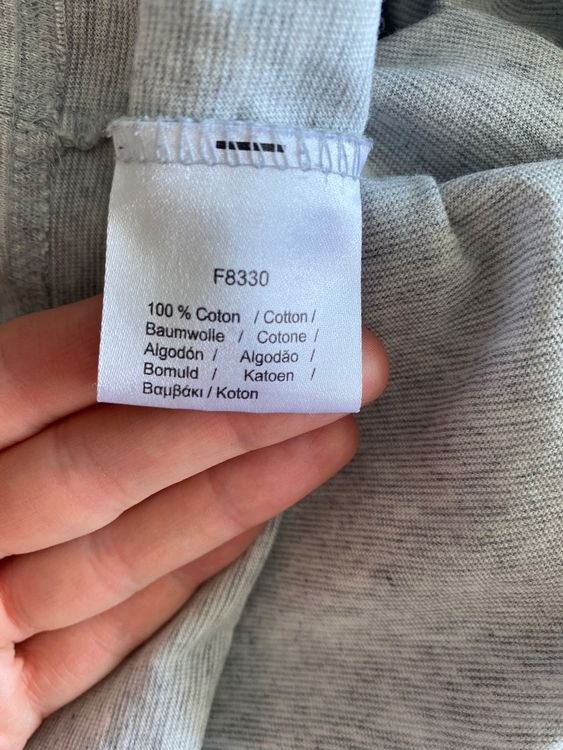 F8330
100 % Coton / Cotton /
Baumwolle / Cotone /
Algodón / Algodão /
Bomuld / Katoen /
Βαμβάκι / Koton